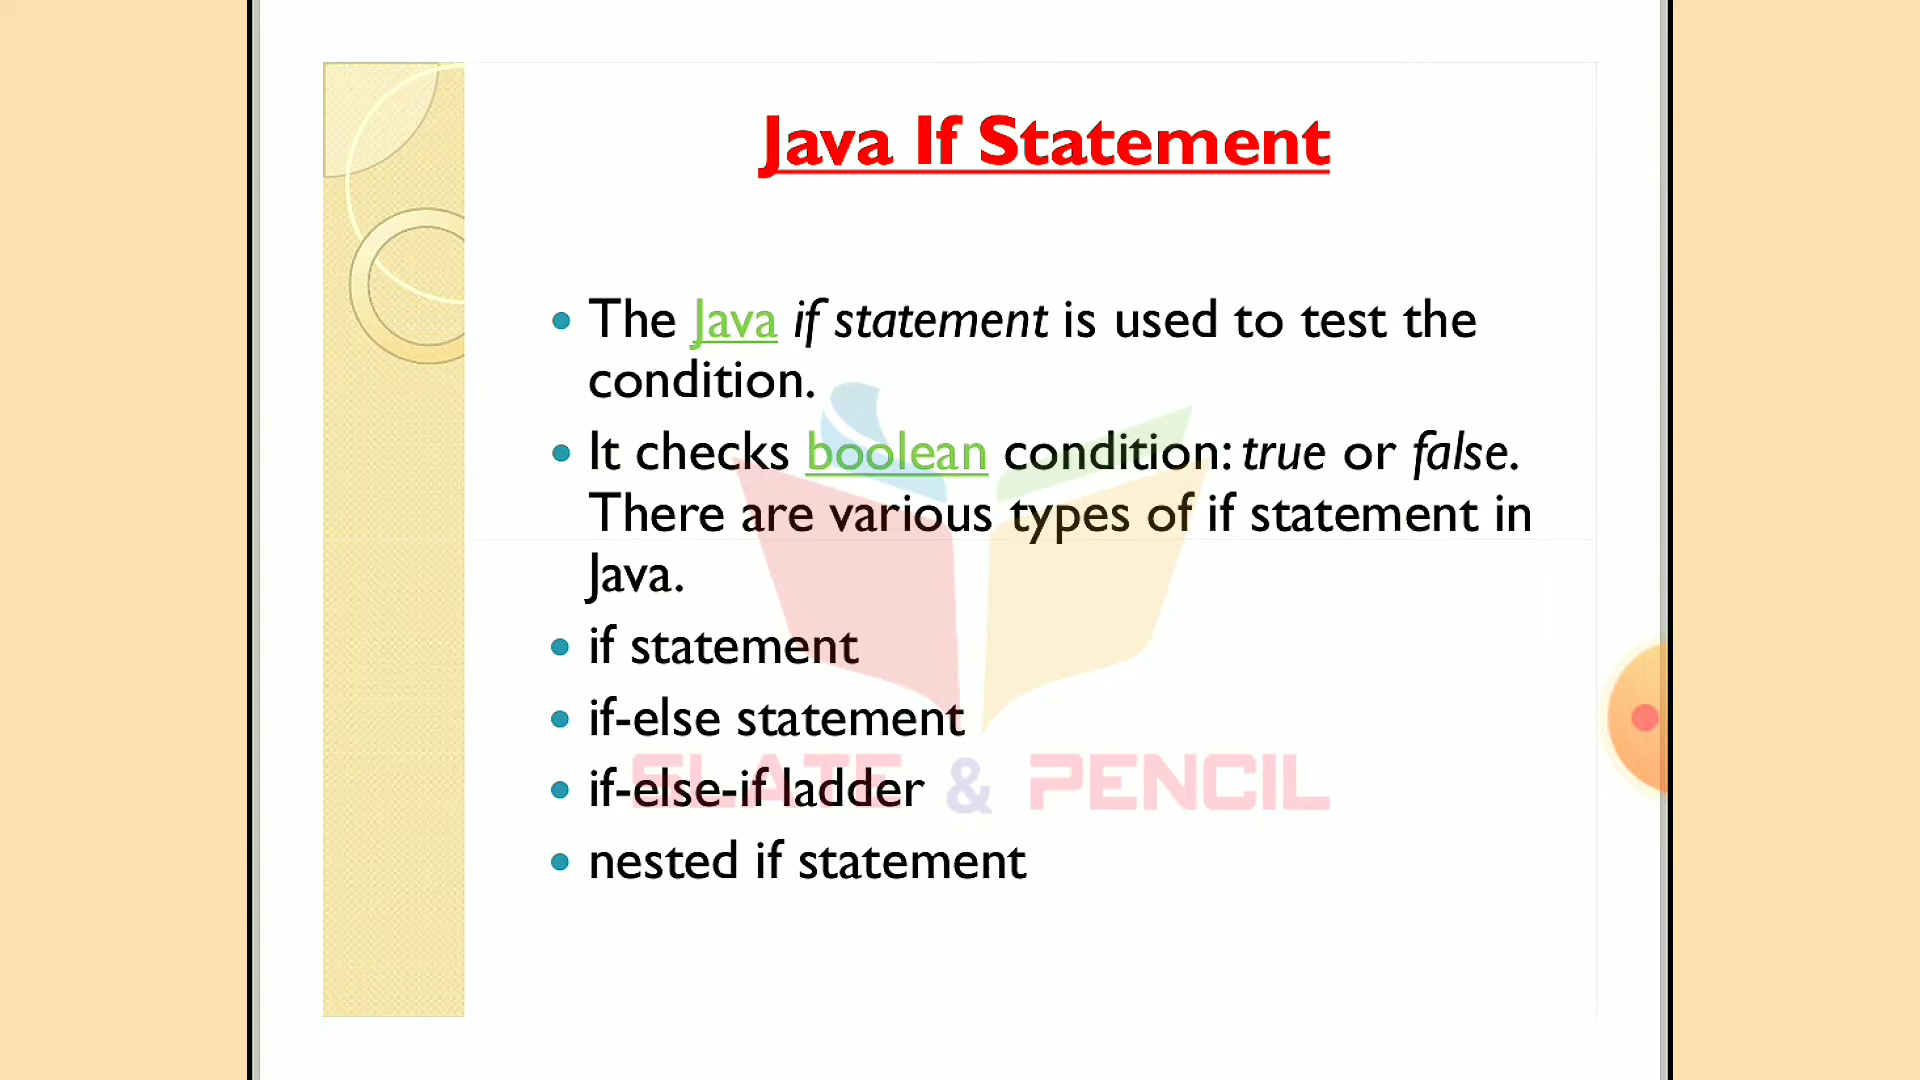 Java If Statement
• The Java if statement is used to test the
condition.
• It checks boolean condition: true or false.
There are various types of if statement in
Java.
• if statement
• if-else statement
• if-else-if ladder
• nested if statement
SLATE & PENCIL